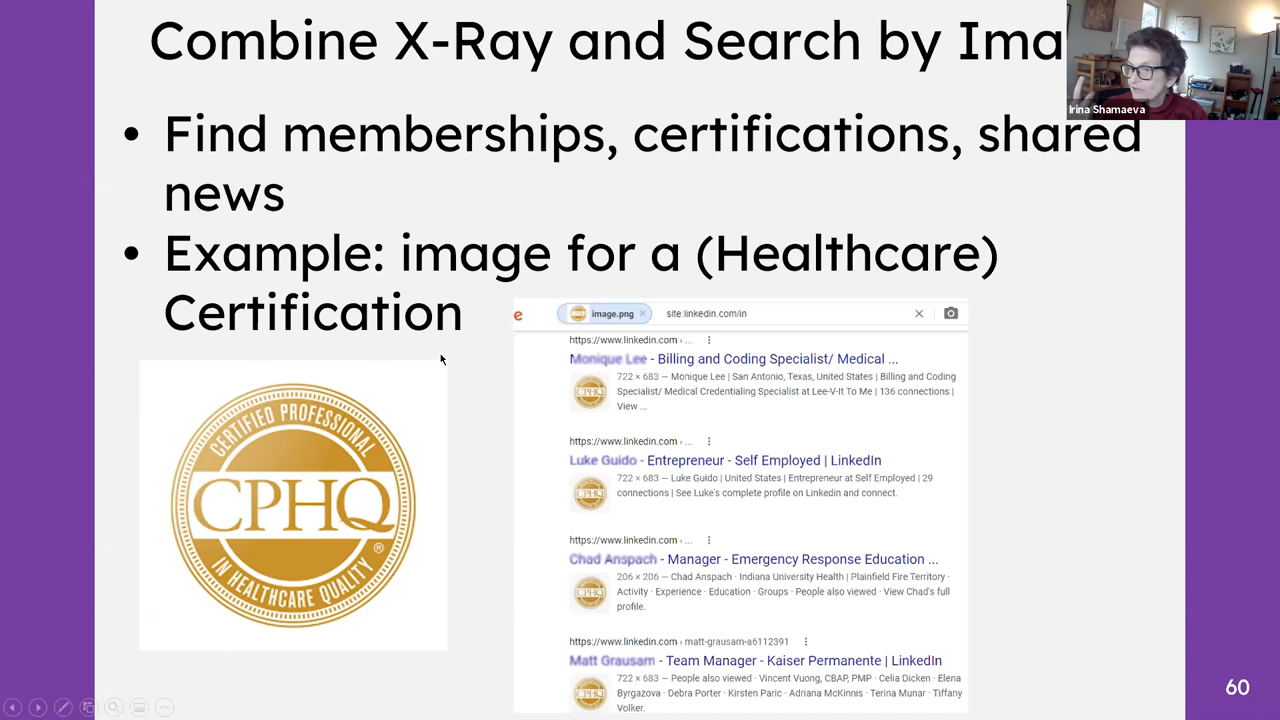 Combine X-Ray and Search by Ima
Irina Shamaeva
• Find memberships, certifications, shared
news
• Example: image for a (Healthcare)
Certification
CERTIFIED PROFESSIONAL
CPHQ
®
IN HEALTHCARE QUALITY
e
image.png × site:linkedin.com/in
https://www.linkedin.com › ...
Monique Lee - Billing and Coding Specialist/ Medical ...
CPHQ
722 × 683 — Monique Lee | San Antonio, Texas, United States | Billing and Coding
Specialist/ Medical Credentialing Specialist at Lee-V-It To Me | 136 connections |
View ...
https://www.linkedin.com › ...
Luke Guido - Entrepreneur - Self Employed | LinkedIn
CPHQ
722 × 683 — Luke Guido | United States | Entrepreneur at Self Employed | 29
connections | See Luke's complete profile on Linkedin and connect.
https://www.linkedin.com › ...
Chad Anspach - Manager - Emergency Response Education ...
CPHQ
206 × 206 — Chad Anspach · Indiana University Health | Plainfield Fire Territory ·
Activity · Experience · Education · Groups · People also viewed · View Chad's full
profile.
https://www.linkedin.com › matt-grausam-a6112391
Matt Grausam - Team Manager - Kaiser Permanente | LinkedIn
CPHQ
722 × 683 — People also viewed · Vincent Vuong, CBAP, PMP · Celia Dicken · Elena
Byrgazova · Debra Porter · Kirsten Paric · Adriana McKinnis · Terina Munar · Tiffany
Volker.
60